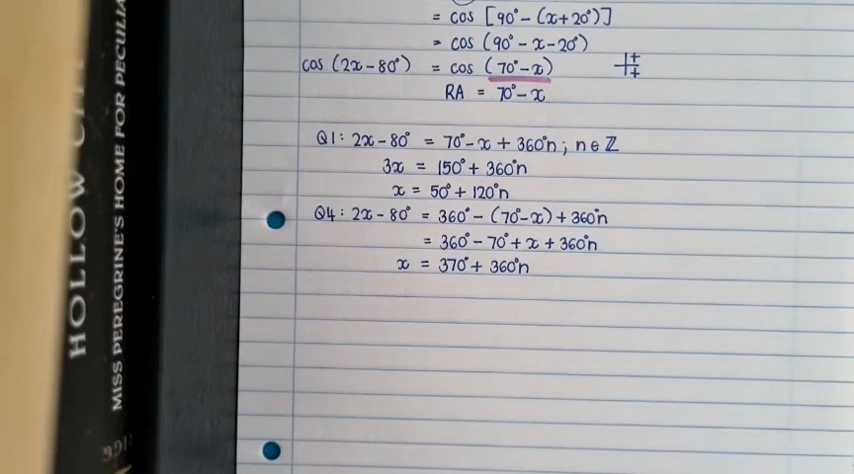 = cos [90° - (x+20°)]
= cos (90° - x - 20°)
cos (2x - 80°) = cos (70° - x)
RA = 70° - x
Q1: 2x - 80° = 70° - x + 360°n; n ∈ ℤ
3x = 150° + 360°n
x = 50° + 120°n
Q4: 2x - 80° = 360° - (70° - x) + 360°n
= 360° - 70° + x + 360°n
x = 370° + 360°n
HOLLOW CIT
MISS PEREGRINE'S HOME FOR PECULIA